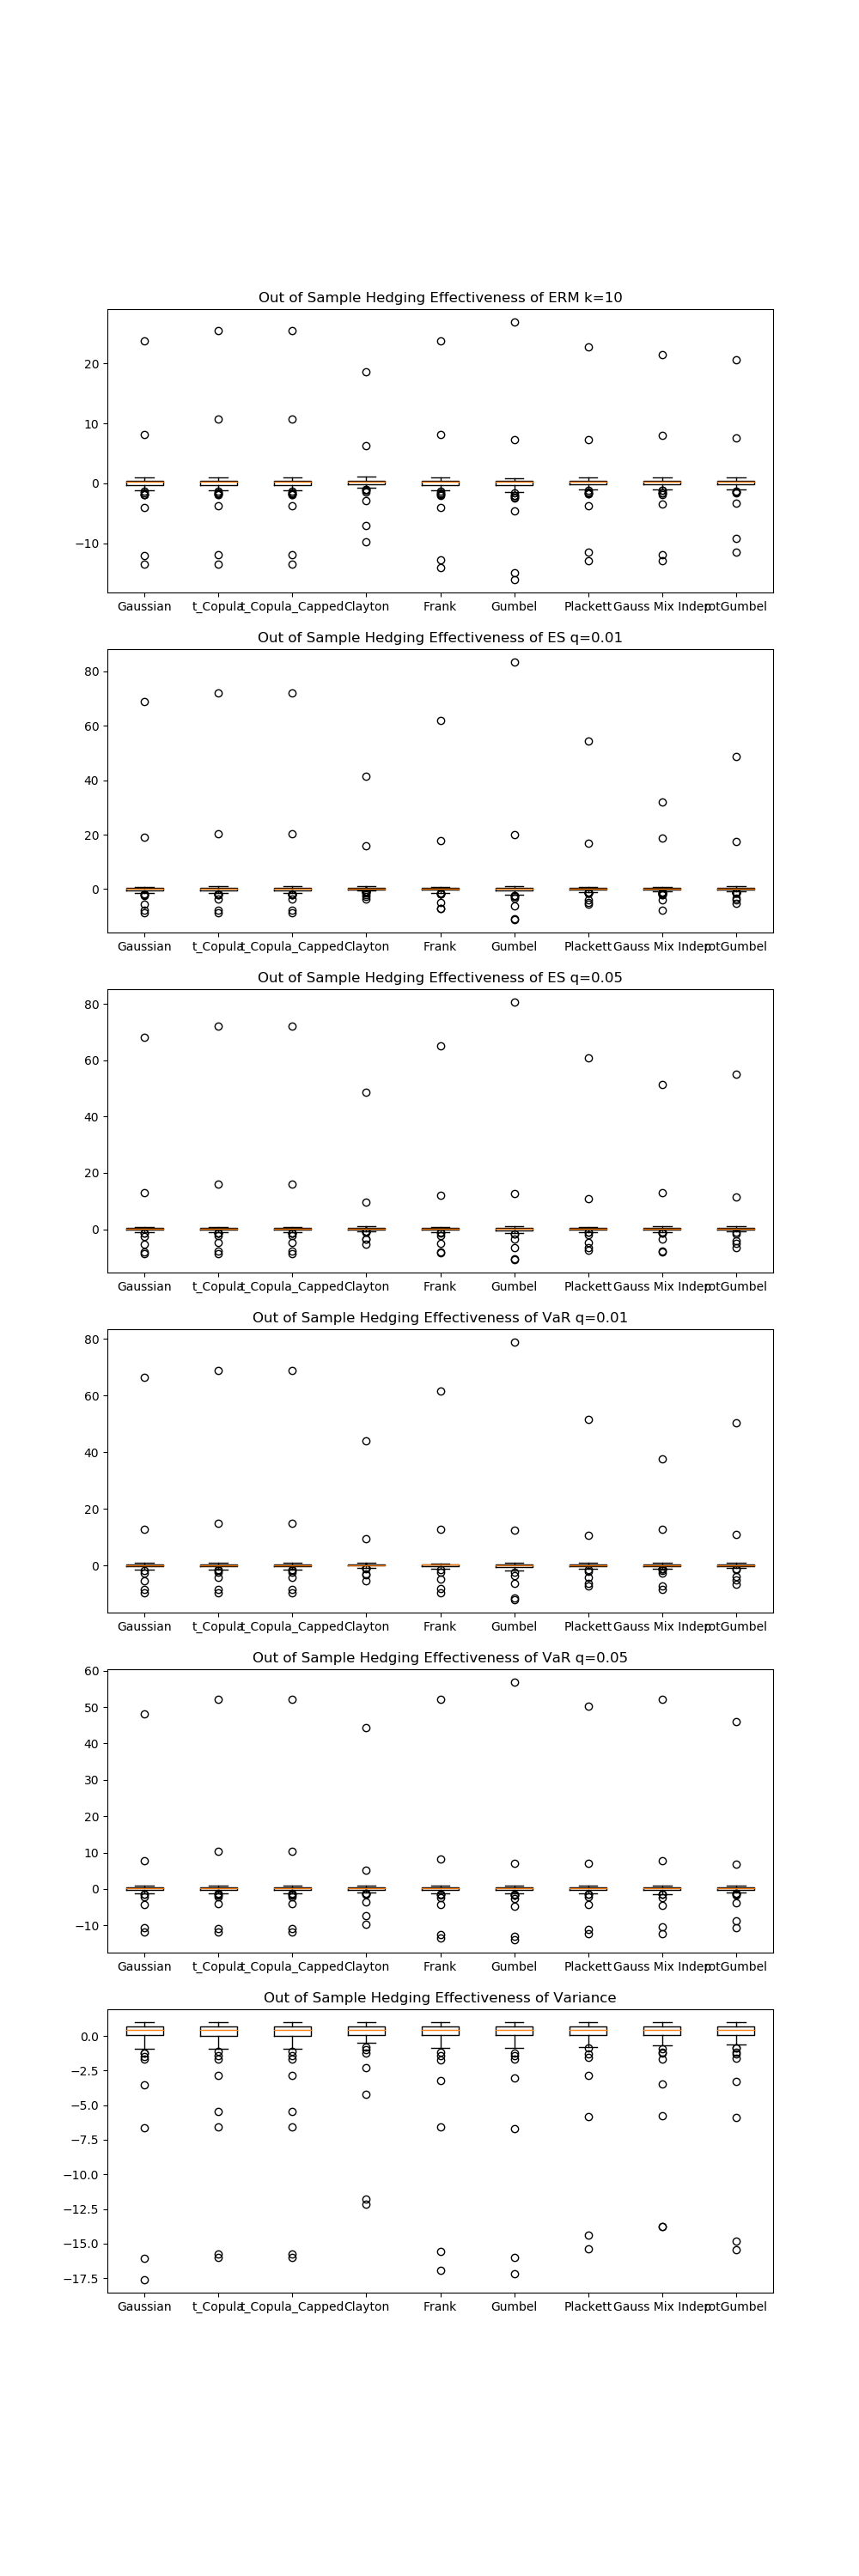 Out of Sample Hedging Effectiveness of ERM k=10
20
10
0
−10
Gaussian t_Copula t_Copula_Capped Clayton Frank Gumbel Plackett Gauss Mix Indep rotGumbel
Out of Sample Hedging Effectiveness of ES q=0.01
80
60
40
20
0
Gaussian t_Copula t_Copula_Capped Clayton Frank Gumbel Plackett Gauss Mix Indep rotGumbel
Out of Sample Hedging Effectiveness of ES q=0.05
80
60
40
20
0
Gaussian t_Copula t_Copula_Capped Clayton Frank Gumbel Plackett Gauss Mix Indep rotGumbel
Out of Sample Hedging Effectiveness of VaR q=0.01
80
60
40
20
0
Gaussian t_Copula t_Copula_Capped Clayton Frank Gumbel Plackett Gauss Mix Indep rotGumbel
Out of Sample Hedging Effectiveness of VaR q=0.05
60
50
40
30
20
10
0
−10
Gaussian t_Copula t_Copula_Capped Clayton Frank Gumbel Plackett Gauss Mix Indep rotGumbel
Out of Sample Hedging Effectiveness of Variance
0.0
−2.5
−5.0
−7.5
−10.0
−12.5
−15.0
−17.5
Gaussian t_Copula t_Copula_Capped Clayton Frank Gumbel Plackett Gauss Mix Indep rotGumbel